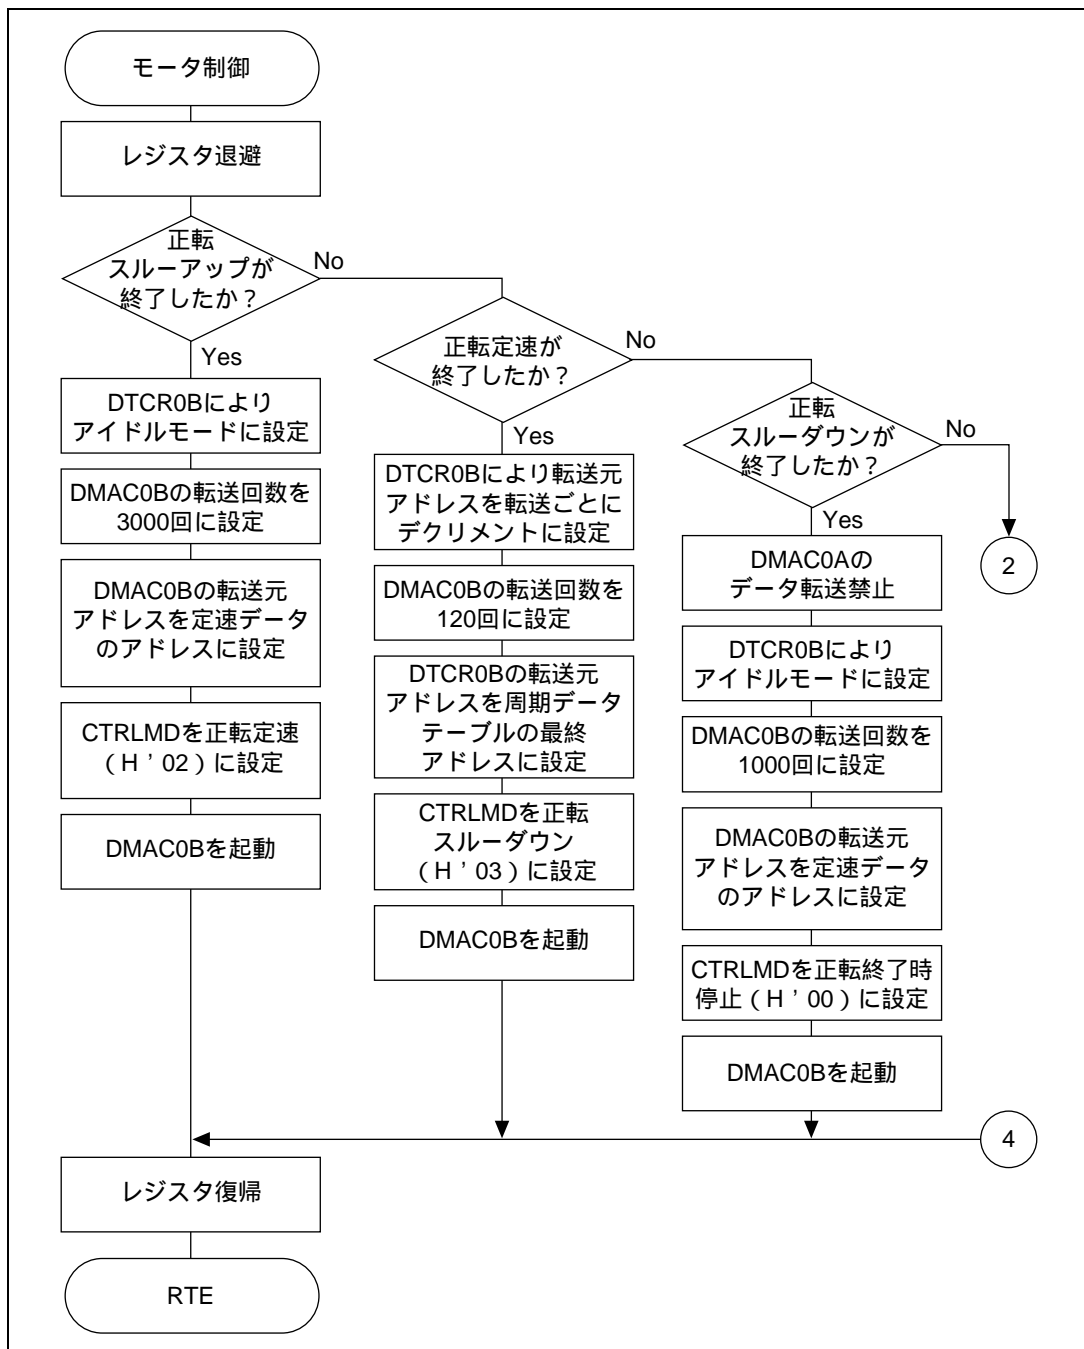 モータ制御
レジスタ退避
正転
スルーアップが
終了したか？
No
Yes
DTCR0Bにより
アイドルモードに設定
DMAC0Bの転送回数を
3000回に設定
DMAC0Bの転送元
アドレスを定速データ
のアドレスに設定
CTRLMDを正転定速
（H'02）に設定
DMAC0Bを起動
正転定速が
終了したか？
No
Yes
DTCR0Bにより転送元
アドレスを転送ごとに
デクリメントに設定
DMAC0Bの転送回数を
120回に設定
DTCR0Bの転送元
アドレスを周期データ
テーブルの最終
アドレスに設定
CTRLMDを正転
スルーダウン
（H'03）に設定
DMAC0Bを起動
正転
スルーダウンが
終了したか？
No
Yes
2
DMAC0Aの
データ転送禁止
DTCR0Bにより
アイドルモードに設定
DMAC0Bの転送回数を
1000回に設定
DMAC0Bの転送元
アドレスを定速データ
のアドレスに設定
CTRLMDを正転終了時
停止（H'00）に設定
DMAC0Bを起動
4
レジスタ復帰
RTE